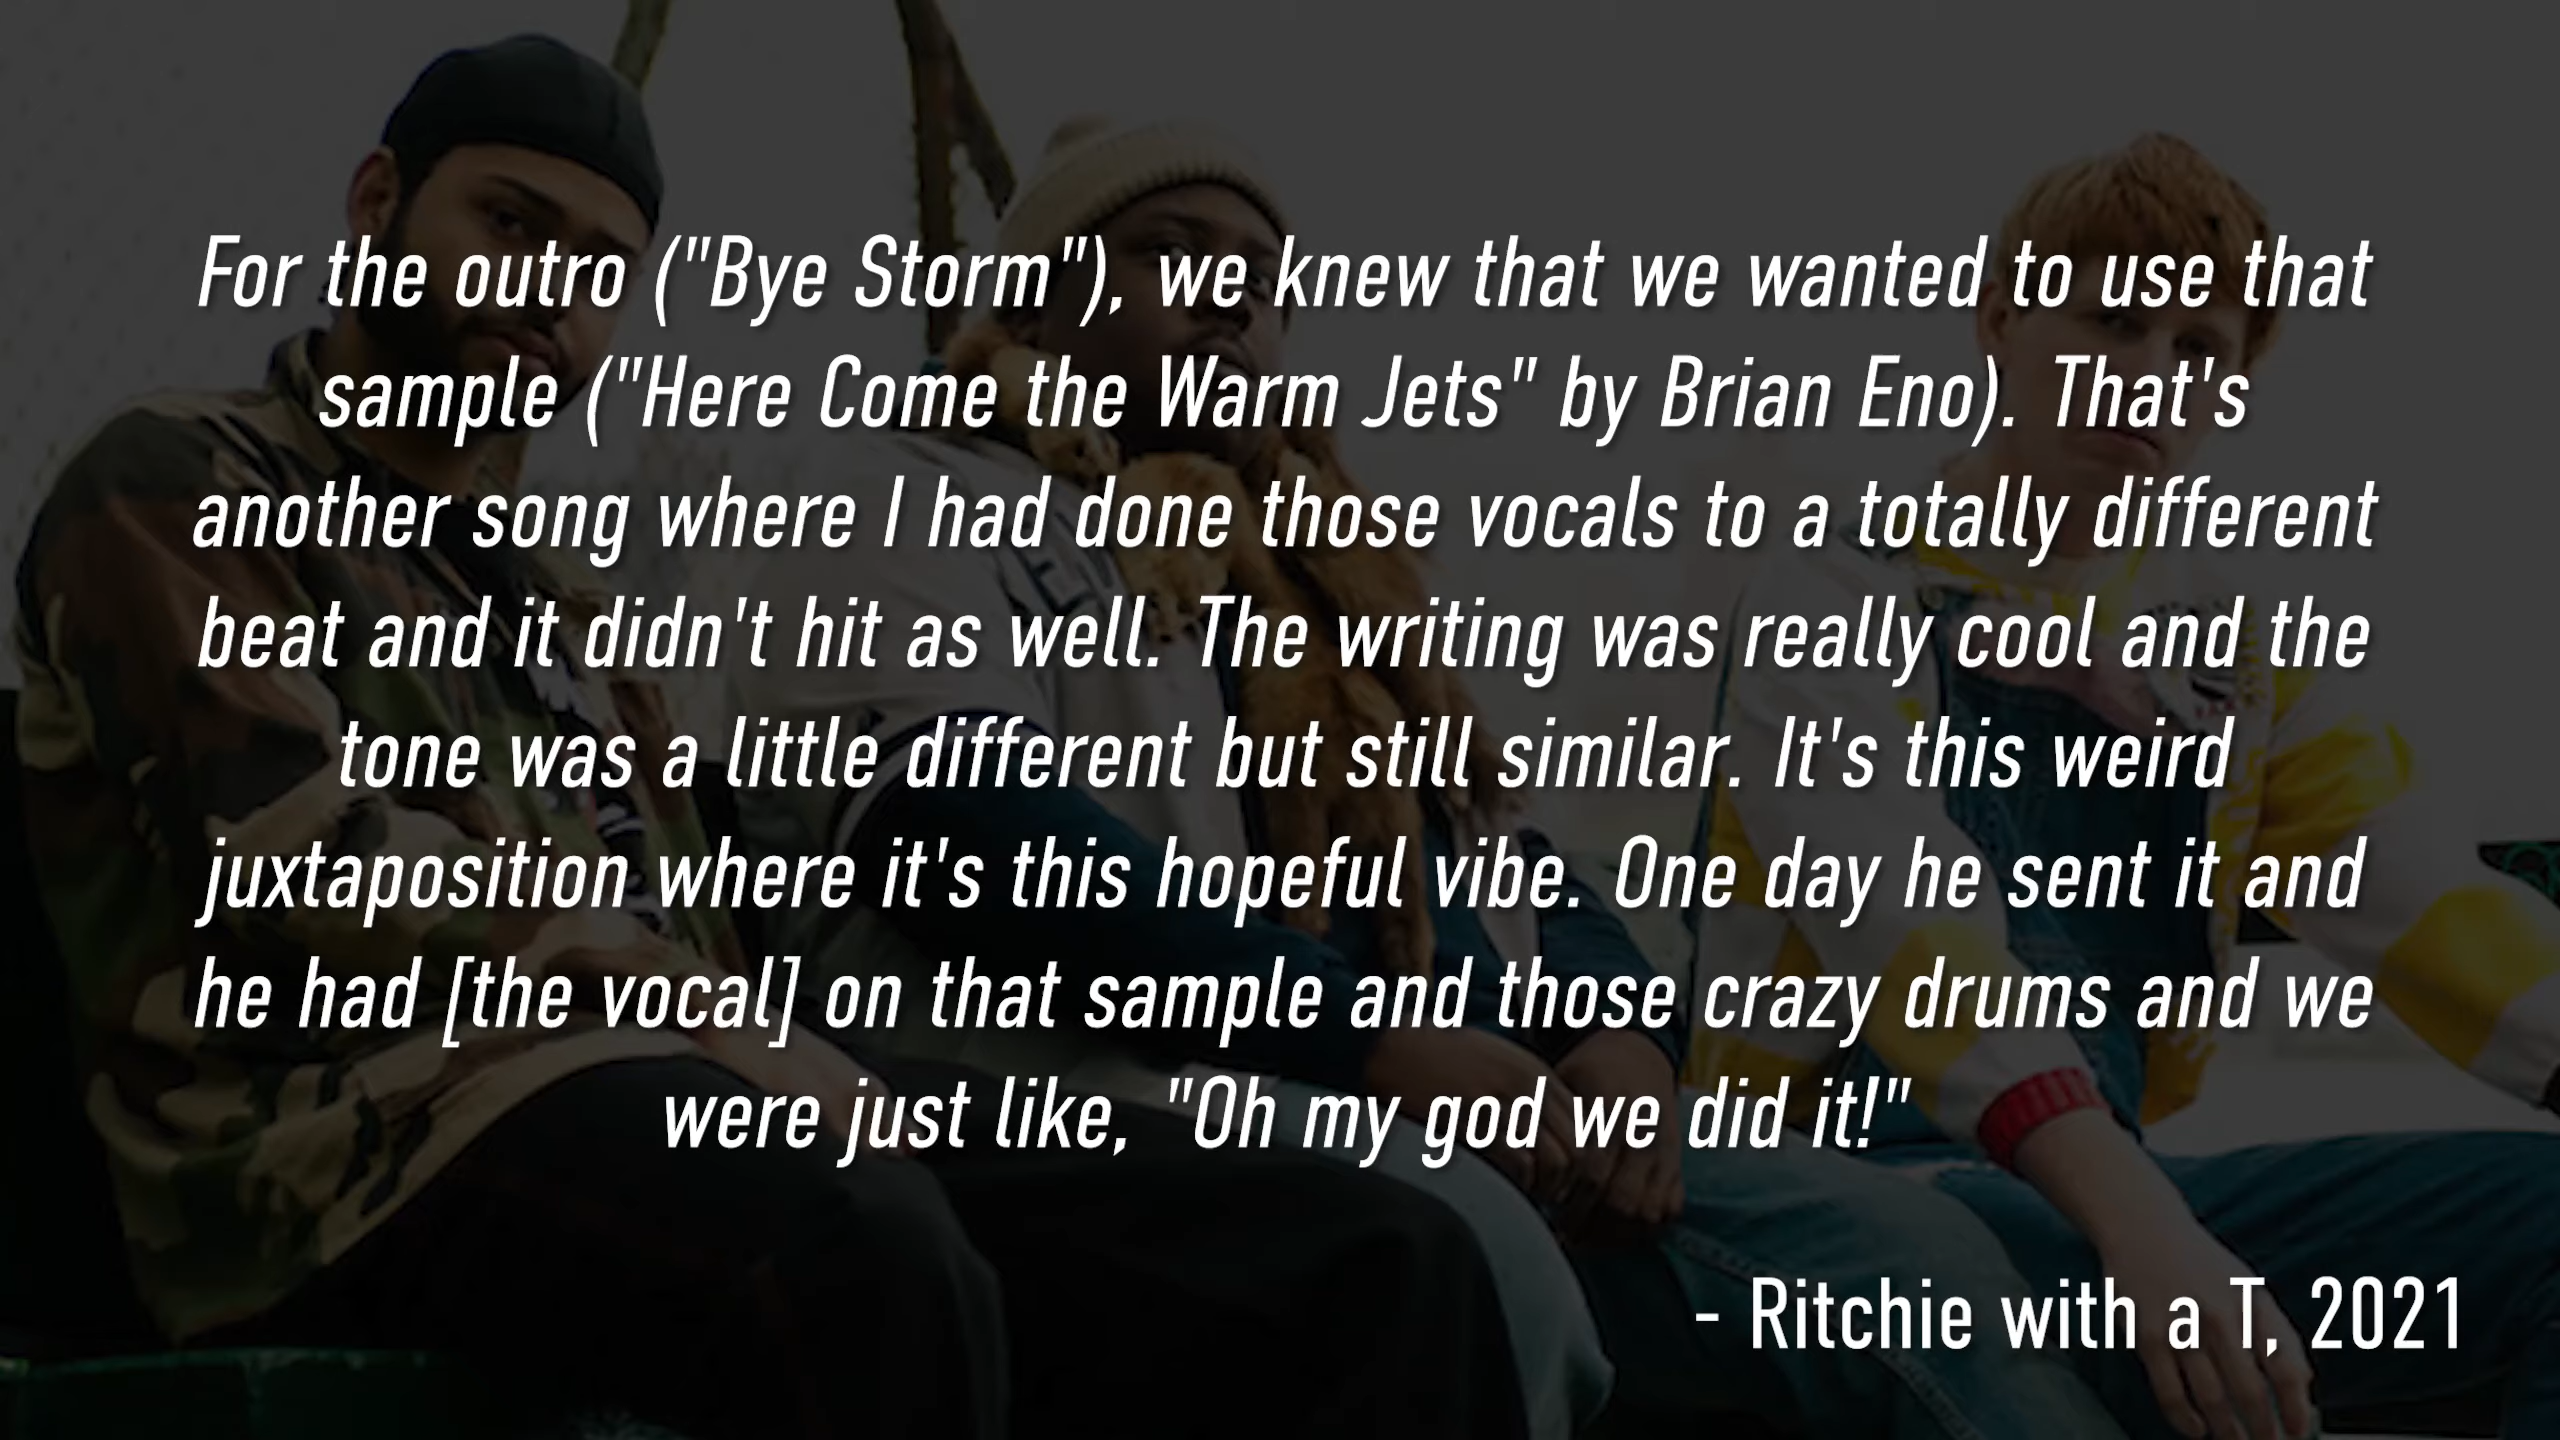 For the outro ("Bye Storm"), we knew that we wanted to use that
sample ("Here Come the Warm Jets" by Brian Eno). That's
another song where I had done those vocals to a totally different
beat and it didn't hit as well. The writing was really cool and the
tone was a little different but still similar. It's this weird
juxtaposition where it's this hopeful vibe. One day he sent it and
he had [the vocal] on that sample and those crazy drums and we
were just like, "Oh my god we did it!"
- Ritchie with a T, 2021